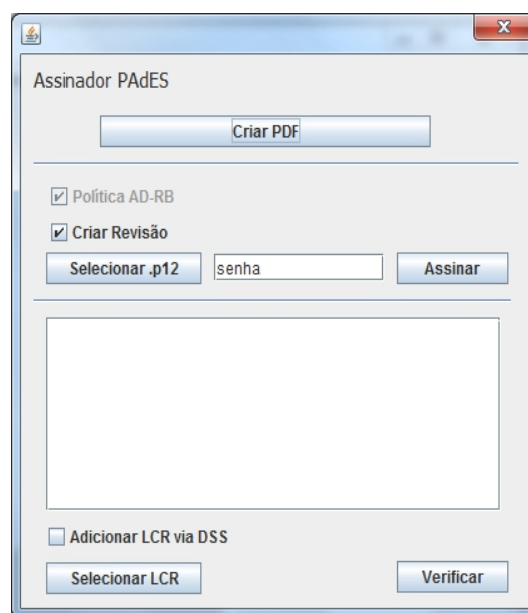 Assinador PAdES
Criar PDF
Política AD-RB
Criar Revisão
Selecionar .p12 senha Assinar
Adicionar LCR via DSS
Selecionar LCR Verificar